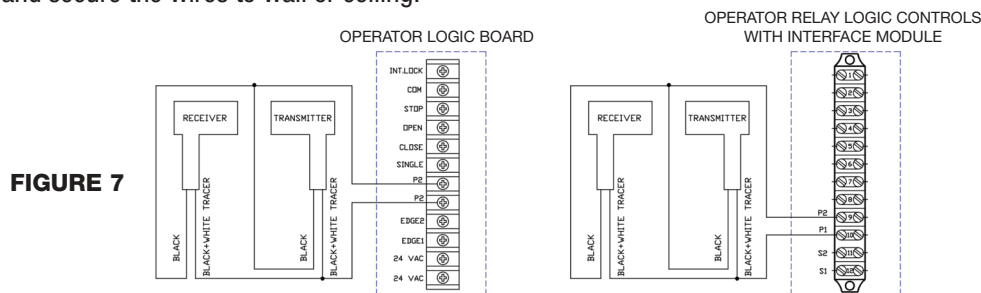 and secure the wires to wall or ceiling.
OPERATOR LOGIC BOARD
OPERATOR RELAY LOGIC CONTROLS
WITH INTERFACE MODULE
FIGURE 7
RECEIVER
TRANSMITTER
BLACK
BLACK+WHITE TRACER
BLACK
BLACK+WHITE TRACER
INT.LOCK
COM
STOP
OPEN
CLOSE
SINGLE
P2
P2
EDGE2
EDGE1
24 VAC
24 VAC
RECEIVER
TRANSMITTER
BLACK
BLACK+WHITE TRACER
BLACK
BLACK+WHITE TRACER
1
2
3
4
5
6
7
8
P2 9
P1 10
S2 11
S1 12